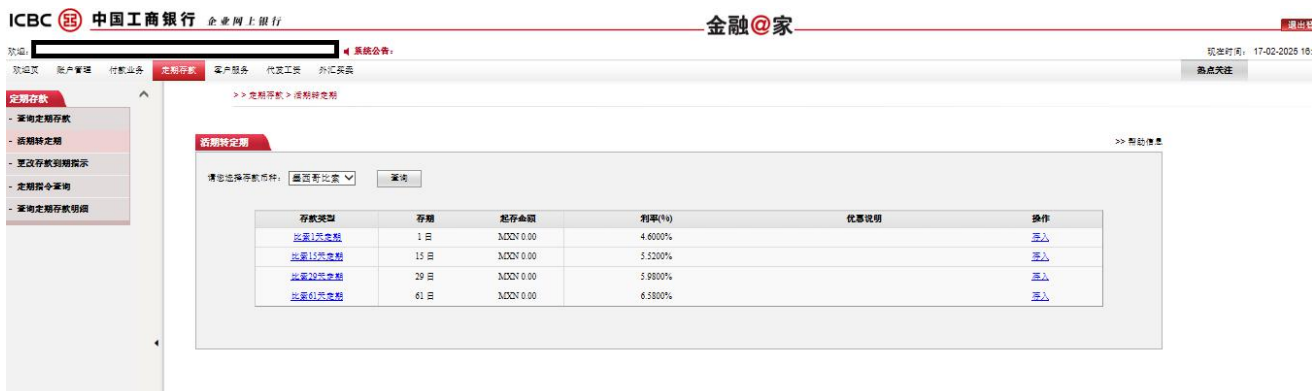 ICBC 中国工商银行 企业网上银行
金融@家
退出登
欢迎:
系统公告:
现在时间: 17-02-2025 16:
欢迎页 账户管理 付款业务 定期存款 客户服务 代发工资 外汇买卖
热点关注
定期存款
- 查询定期存款
- 活期转定期
- 更改存款到期指示
- 定期指令查询
- 查询定期存款明细
>> 定期存款 > 活期转定期
活期转定期
>> 帮助信息
请您选择存款币种: 墨西哥比索 查询
存款类型 存期 起存金额 利率(%) 优惠说明 操作
比索1天定期 1 日 MXN 0.00 4.6000% 存入
比索15天定期 15 日 MXN 0.00 5.5200% 存入
比索29天定期 29 日 MXN 0.00 5.9800% 存入
比索61天定期 61 日 MXN 0.00 6.5800% 存入